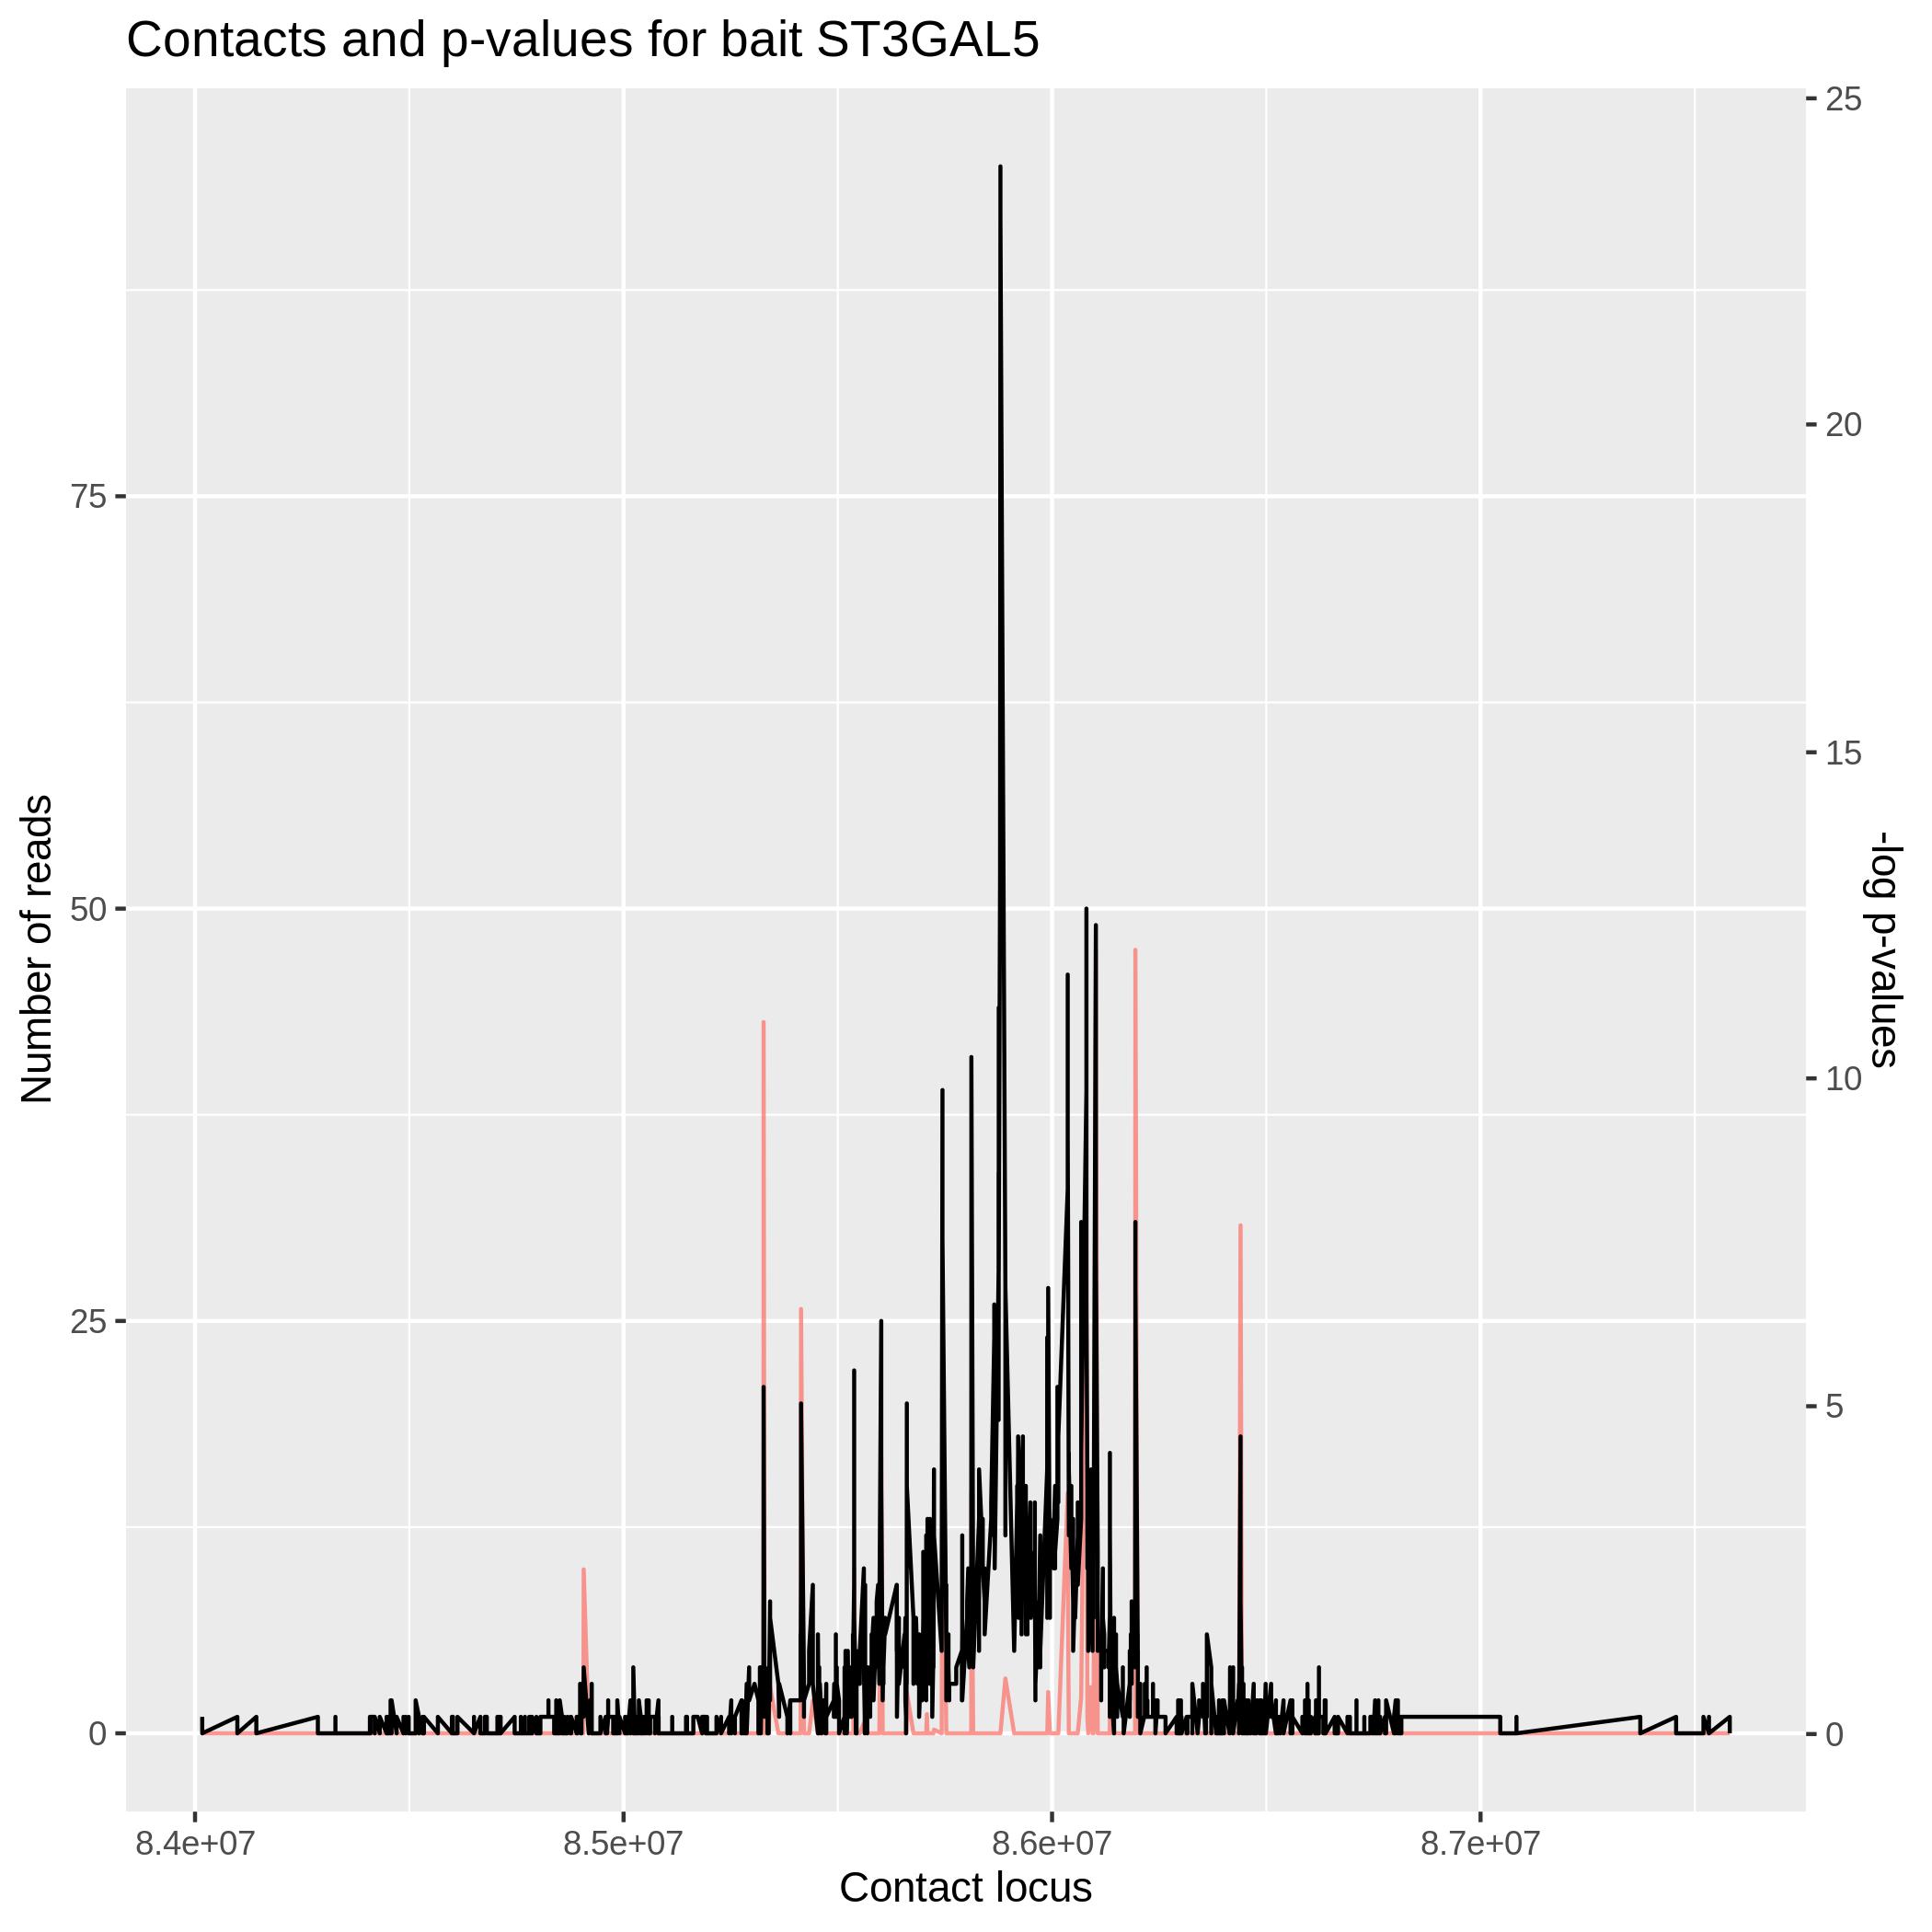 Contacts and p-values for bait ST3GAL5
Number of reads
75
50
25
0
25
20
15
10
5
0
-log p-values
8.4e+07
8.5e+07
8.6e+07
8.7e+07
Contact locus